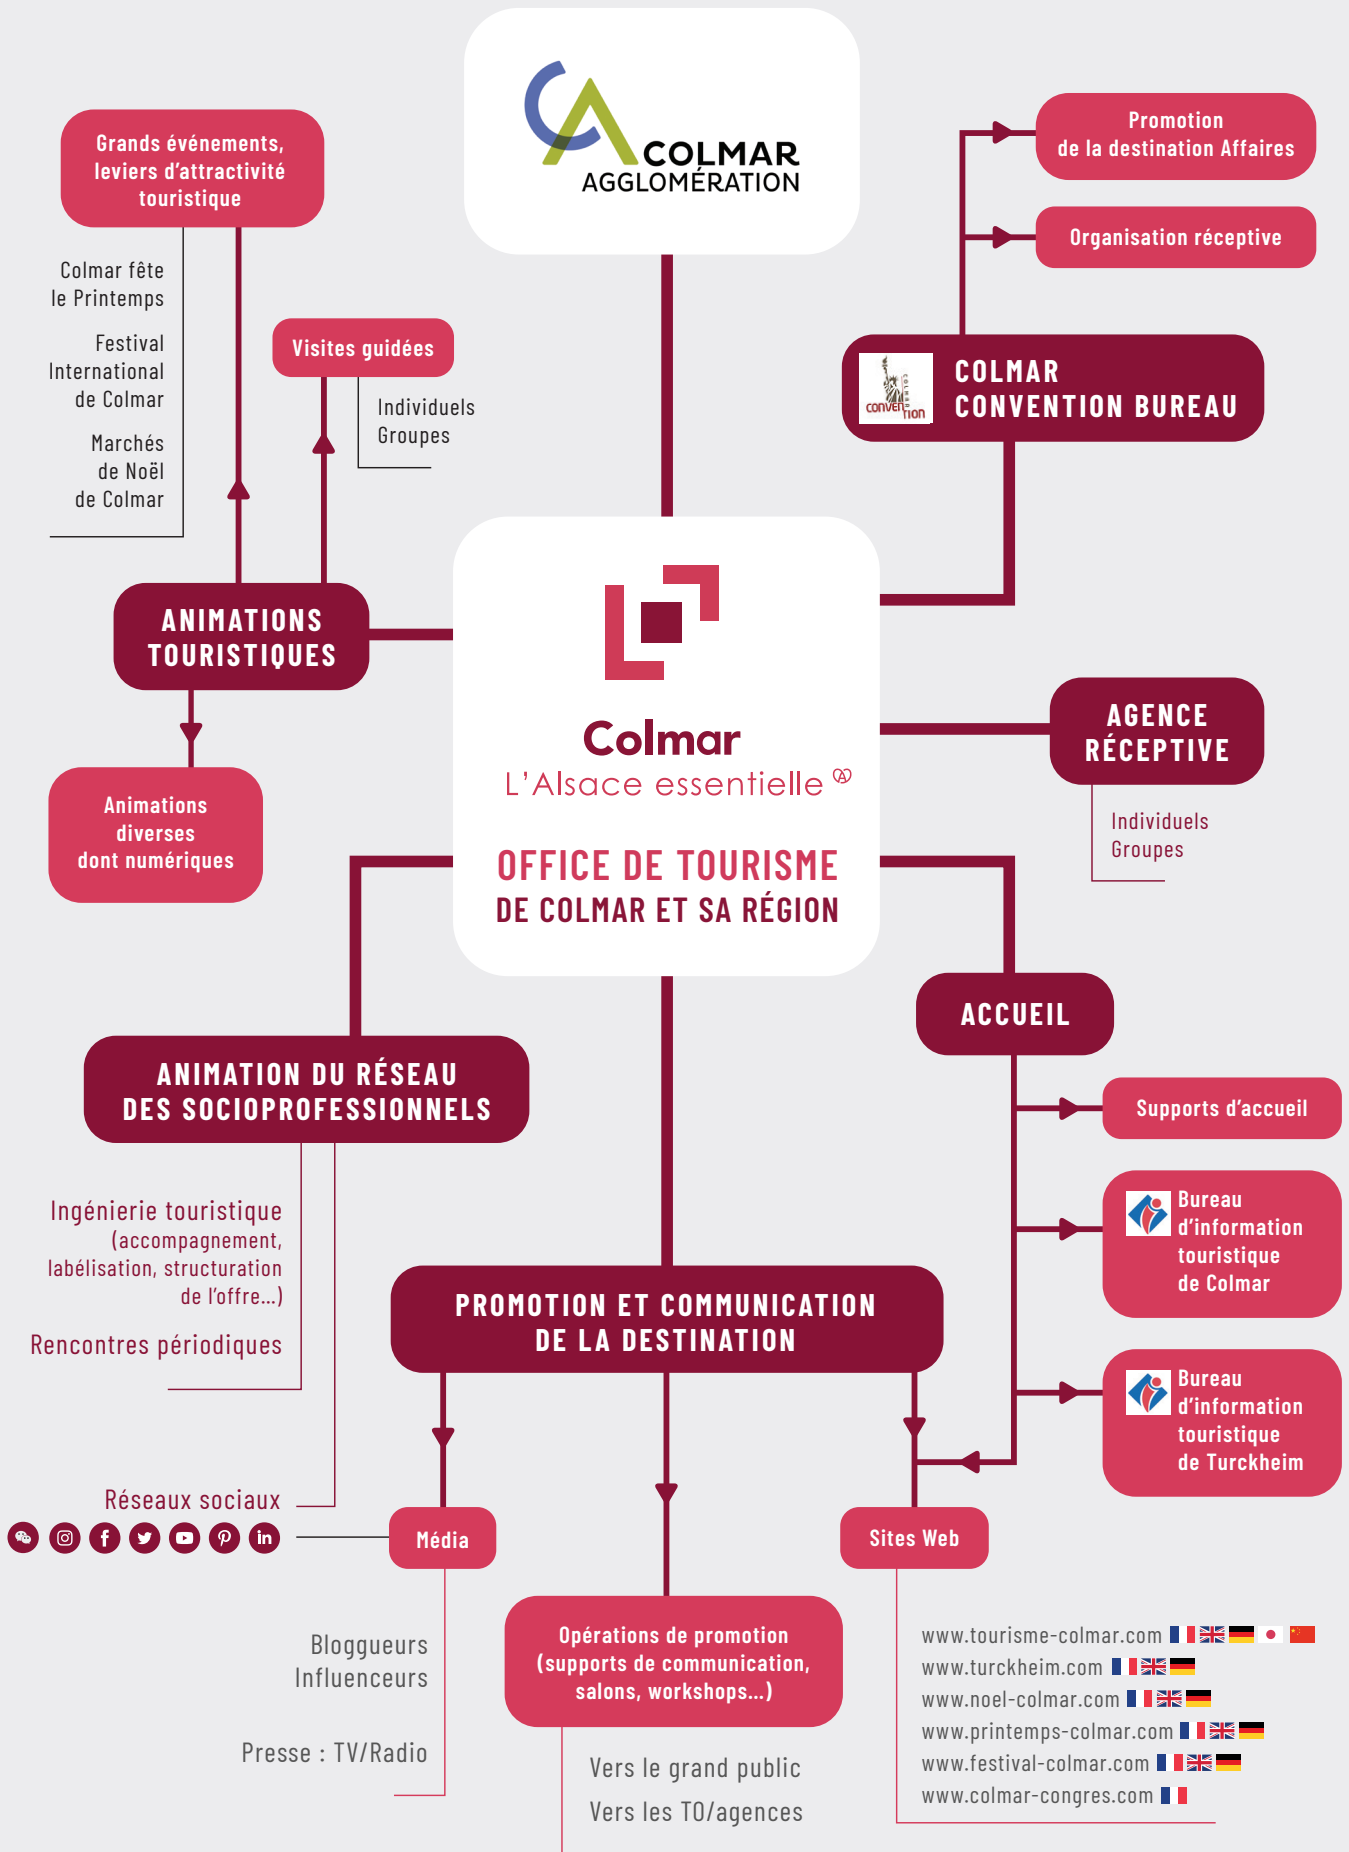 COLMAR
AGGLOMÉRATION
Grands événements,
leviers d'attractivité
touristique
Colmar fête
le Printemps
Festival
International
de Colmar
Marchés
de Noël
de Colmar
Visites guidées
Individuels
Groupes
Promotion
de la destination Affaires
Organisation réceptive
COLMAR
CONVENTION
COLMAR
CONVENTION BUREAU
ANIMATIONS
TOURISTIQUES
Animations
diverses
dont numériques
Colmar
L'Alsace essentielle
OFFICE DE TOURISME
DE COLMAR ET SA RÉGION
AGENCE
RÉCEPTIVE
Individuels
Groupes
ACCUEIL
Supports d'accueil
Bureau
d'information
touristique
de Colmar
Bureau
d'information
touristique
de Turckheim
ANIMATION DU RÉSEAU
DES SOCIOPROFESSIONNELS
Ingénierie touristique
(accompagnement,
labélisation, structuration
de l'offre...)
Rencontres périodiques
Réseaux sociaux
PROMOTION ET COMMUNICATION
DE LA DESTINATION
Média
Bloggueurs
Influenceurs
Presse : TV/Radio
Opérations de promotion
(supports de communication,
salons, workshops...)
Vers le grand public
Vers les TO/agences
Sites Web
www.tourisme-colmar.com
www.turckheim.com
www.noel-colmar.com
www.printemps-colmar.com
www.festival-colmar.com
www.colmar-congres.com